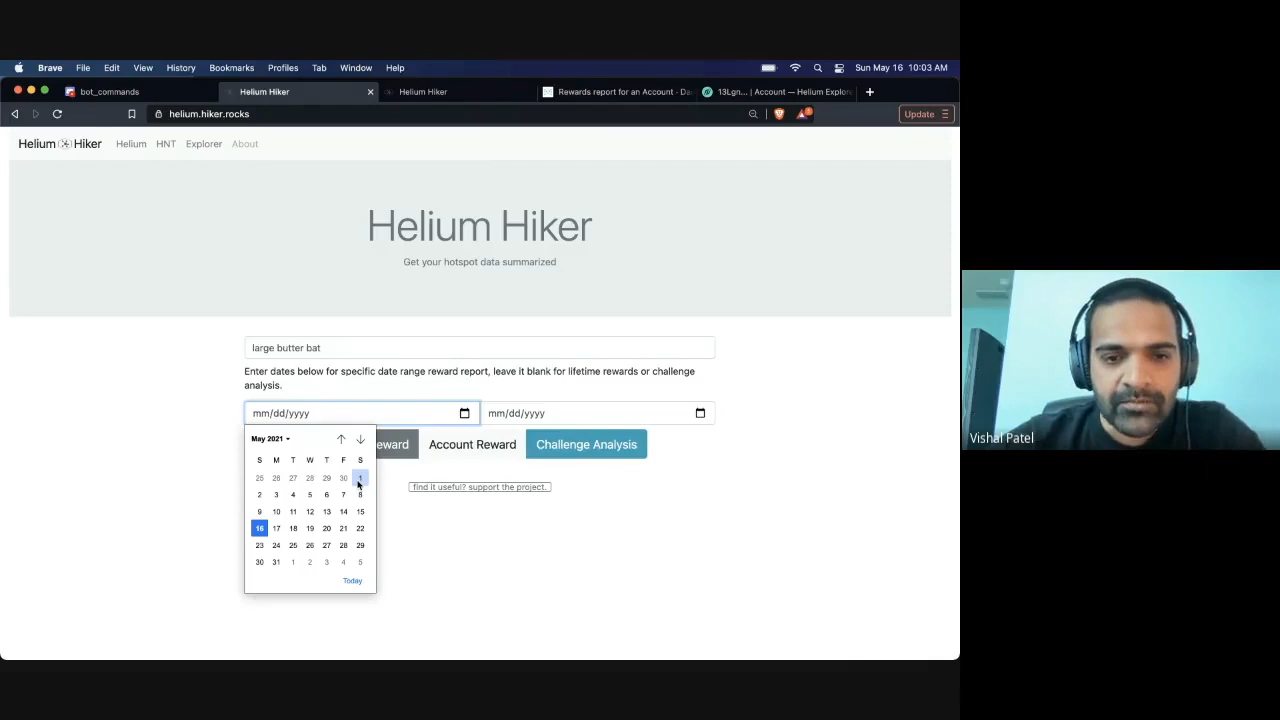 Brave File Edit View History Bookmarks Profiles Tab Window Help Sun May 16 10:03 AM
bot_commands Helium Hiker Helium Hiker Rewards report for an Account - Da 13Lgn... | Account — Helium Explore
helium.hiker.rocks Update
Helium Hiker Helium HNT Explorer About
Helium Hiker
Get your hotspot data summarized
large butter bat
Enter dates below for specific date range reward report, leave it blank for lifetime rewards or challenge
analysis.
mm/dd/yyyy mm/dd/yyyy
May 2021
eward Account Reward Challenge Analysis
S M T W T F S
25 26 27 28 29 30 1
find it useful? support the project.
2 3 4 5 6 7 8
9 10 11 12 13 14 15
16 17 18 19 20 21 22
23 24 25 26 27 28 29
30 31 1 2 3 4 5
Today
Vishal Patel